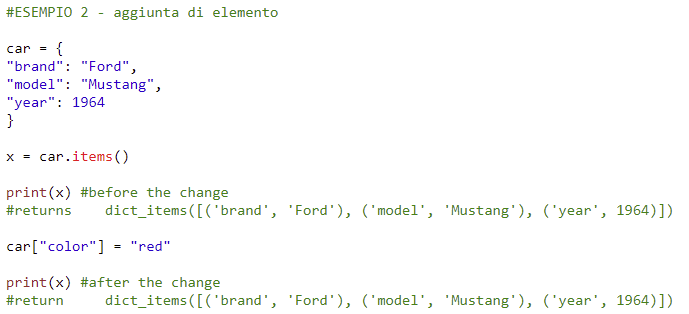 #ESEMPIO 2 - aggiunta di elemento
car = {
"brand": "Ford",
"model": "Mustang",
"year": 1964
}
x = car.items()
print(x) #before the change
#returns    dict_items([('brand', 'Ford'), ('model', 'Mustang'), ('year', 1964)])
car["color"] = "red"
print(x) #after the change
#return     dict_items([('brand', 'Ford'), ('model', 'Mustang'), ('year', 1964)])